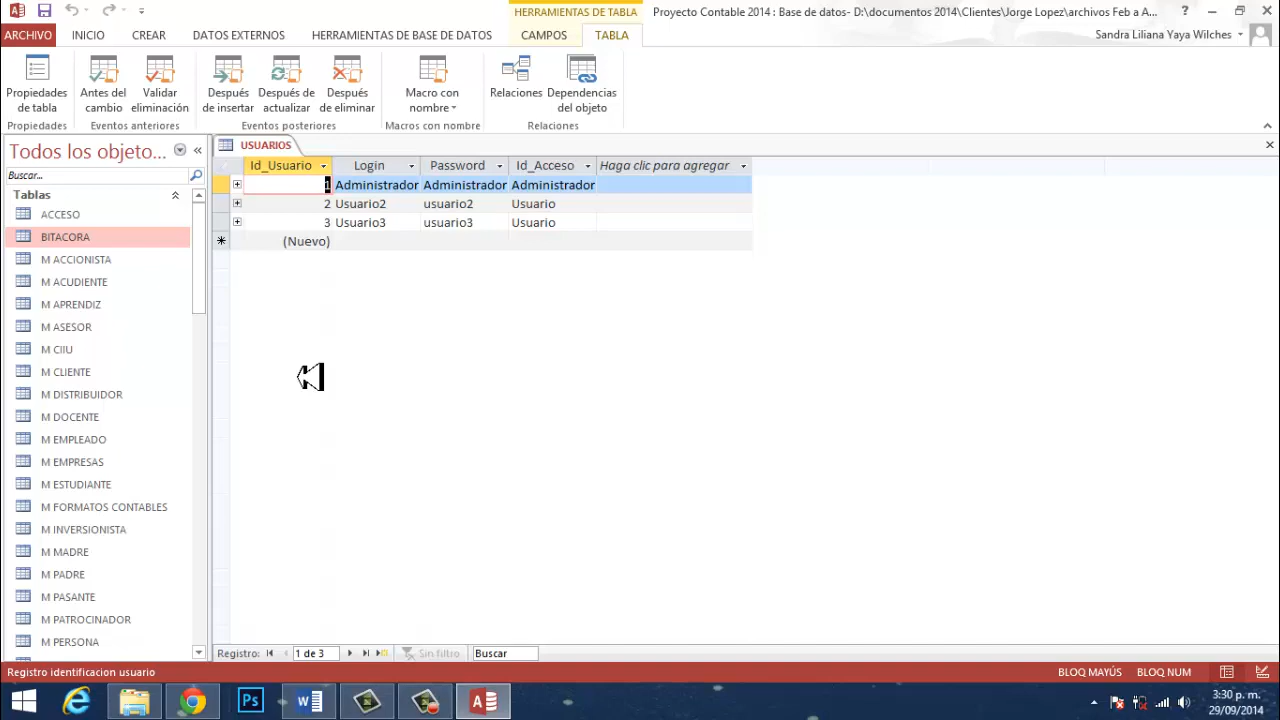 HERRAMIENTAS DE TABLA
Proyecto Contable 2014 : Base de datos- D:\documentos 2014\Clientes\Jorge Lopez\archivos Feb a A...
ARCHIVO INICIO CREAR DATOS EXTERNOS HERRAMIENTAS DE BASE DE DATOS CAMPOS TABLA
Sandra Liliana Yaya Wilches
Propiedades de tabla
Antes del cambio
Validar eliminación
Después de insertar
Después de actualizar
Después de eliminar
Macro con nombre
Relaciones
Dependencias del objeto
Propiedades Eventos anteriores Eventos posteriores Macros con nombre Relaciones
Todos los objeto...
Buscar...
Tablas
ACCESO
BITACORA
M ACCIONISTA
M ACUDIENTE
M APRENDIZ
M ASESOR
M CIIU
M CLIENTE
M DISTRIBUIDOR
M DOCENTE
M EMPLEADO
M EMPRESAS
M ESTUDIANTE
M FORMATOS CONTABLES
M INVERSIONISTA
M MADRE
M PADRE
M PASANTE
M PATROCINADOR
M PERSONA
USUARIOS
Id_Usuario Login Password Id_Acceso Haga clic para agregar
1 Administrador Administrador Administrador
2 Usuario2 usuario2 Usuario
3 Usuario3 usuario3 Usuario
(Nuevo)
Registro: 1 de 3 Sin filtro Buscar
Registro identificacion usuario
BLOQ MAYÚS BLOQ NUM
Ps
3:30 p. m.
29/09/2014